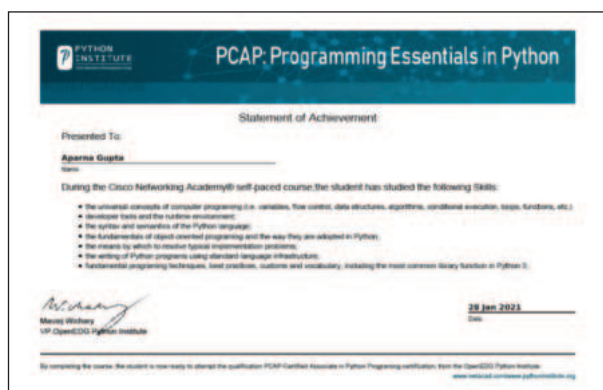 PYTHON
INSTITUTE
PCAP: Programming Essentials in Python
Statement of Achievement
Presented To:
Aparna Gupta
Name
During the Cisco Networking Academy® self-paced course, the student has studied the following Skills:
• the universal concepts of computer programing (i.e. variables, flow control, data structures, algorithms, conditional execution, loops, functions, etc.)
• developer tools and the runtime environment;
• the syntax and semantics of the Python language;
• the fundamentals of object-oriented programing and the way they are adopted in Python;
• the means by which to resolve typical implementation problems;
• the writing of Python programs using standard language infrastructure;
• fundamental programing techniques, best practices, customs and vocabulary, including the most common library function in Python 3;
Maciej Wichary
VP OpenEDG Python Institute
28 Jan 2021
Date
By completing the course, the student is now ready to attempt the qualification PCAP Certified Associate in Python Programing certification, from the OpenEDG Python Institute.